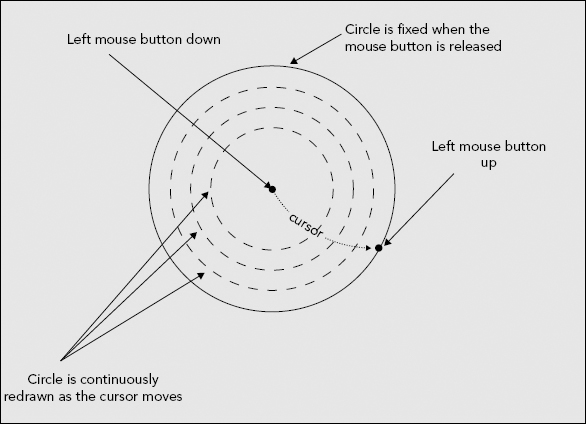 Left mouse button down
Circle is fixed when the
mouse button is released
Left mouse button
up
cursor
Circle is continuously
redrawn as the cursor moves